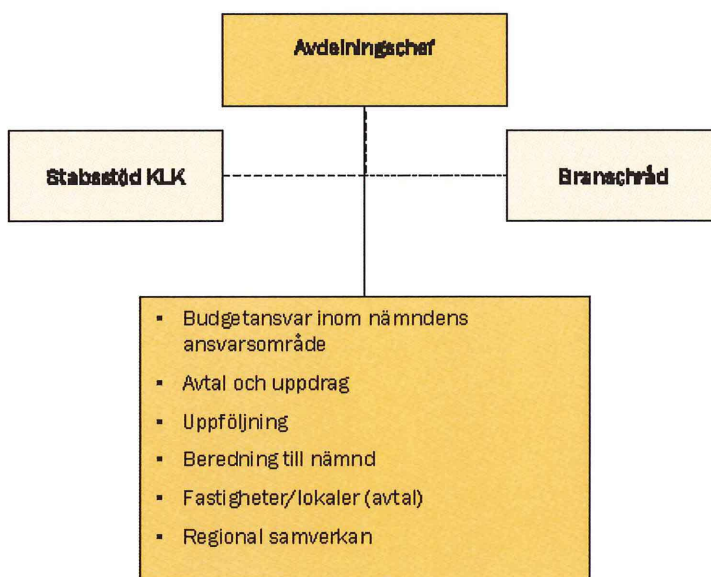 Avdelningschef
Stabsstöd KLK
Branschråd
▪ Budgetansvar inom nämndens
ansvarsområde
▪ Avtal och uppdrag
▪ Uppföljning
▪ Beredning till nämnd
▪ Fastigheter/lokaler (avtal)
▪ Regional samverkan